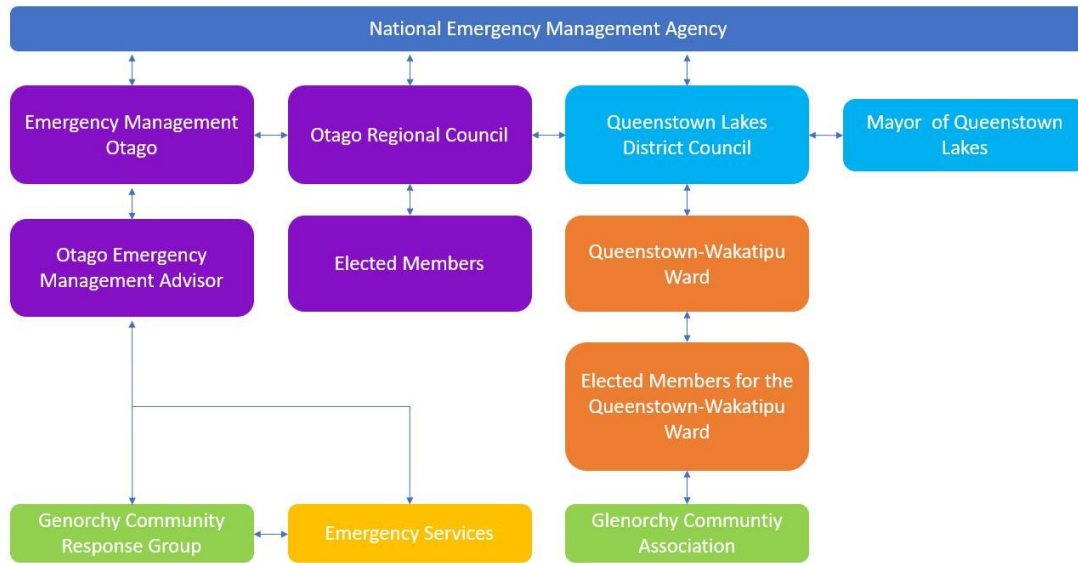 National Emergency Management Agency
Emergency Management
Otago
Otago Regional Council
Queenstown Lakes
District Council
Mayor of Queenstown
Lakes
Otago Emergency
Management Advisor
Elected Members
Queenstown-Wakatipu
Ward
Elected Members for the
Queenstown-Wakatipu
Ward
Genorchy Community
Response Group
Emergency Services
Glenorchy Communtiy
Association